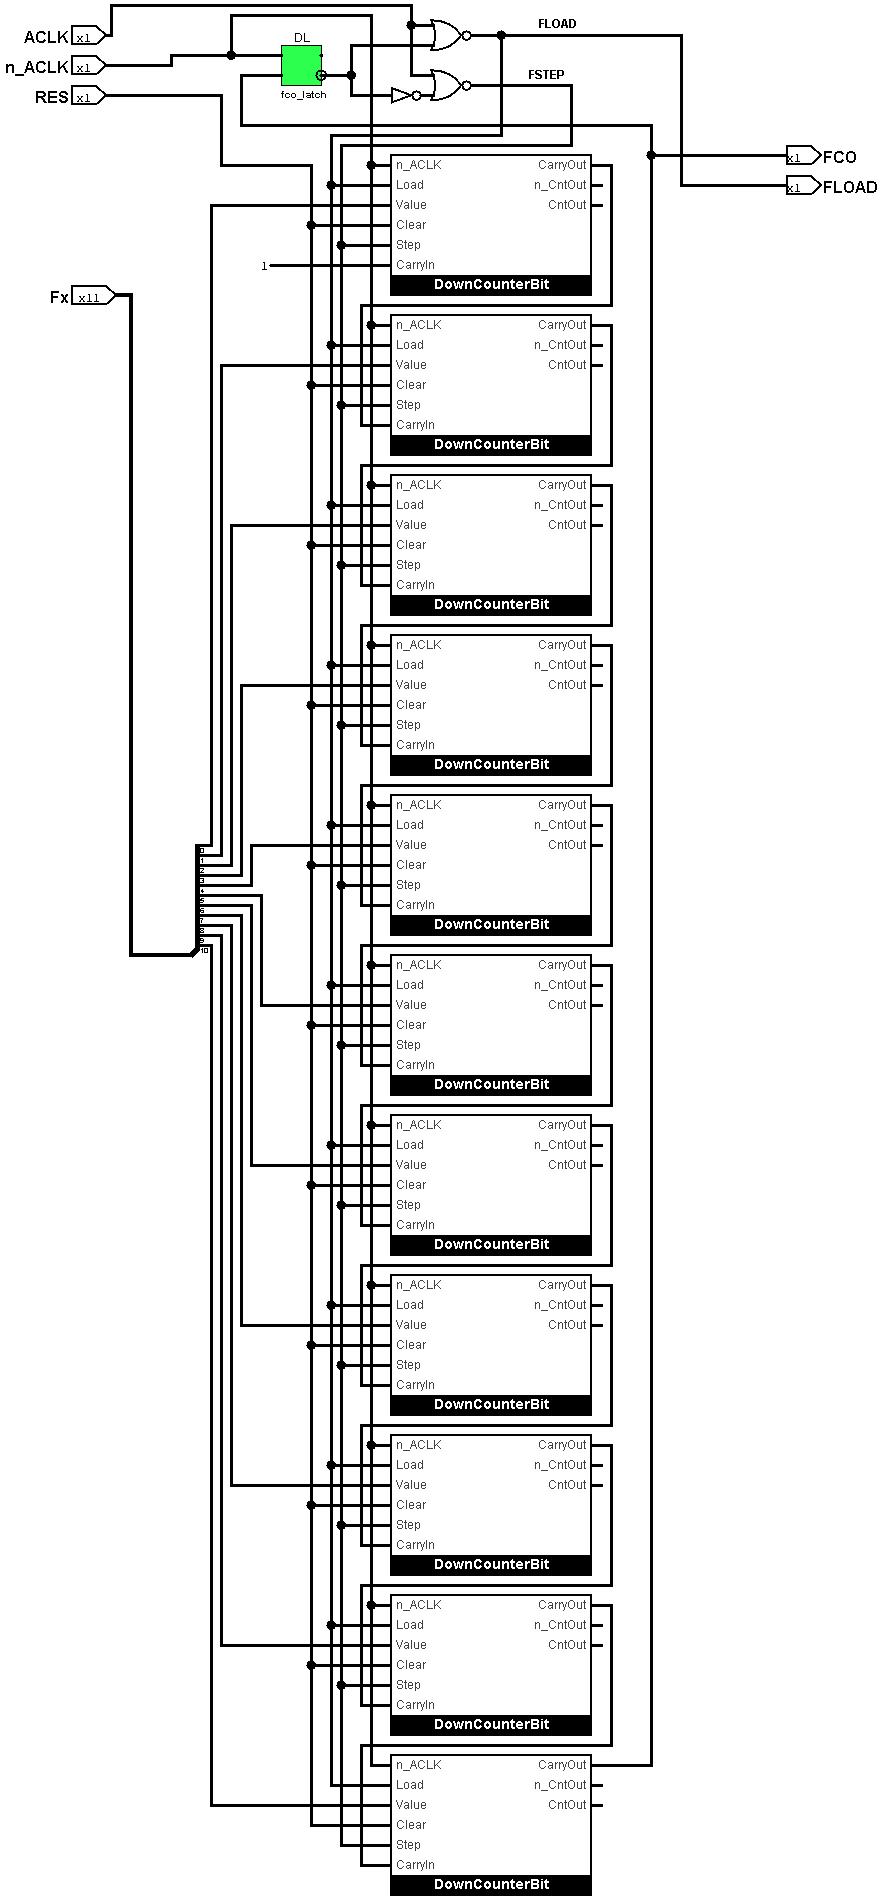 ACLK x1
n_ACLK x1
RES x1
DL
fco_latch
FLOAD
FSTEP
x1 FCO
x1 FLOAD
Fx x11
1
n_ACLK CarryOut
Load n_CntOut
Value CntOut
Clear
Step
CarryIn
DownCounterBit
n_ACLK CarryOut
Load n_CntOut
Value CntOut
Clear
Step
CarryIn
DownCounterBit
n_ACLK CarryOut
Load n_CntOut
Value CntOut
Clear
Step
CarryIn
DownCounterBit
n_ACLK CarryOut
Load n_CntOut
Value CntOut
Clear
Step
CarryIn
DownCounterBit
0
1
2
3
4
5
6
7
8
9
10
n_ACLK CarryOut
Load n_CntOut
Value CntOut
Clear
Step
CarryIn
DownCounterBit
n_ACLK CarryOut
Load n_CntOut
Value CntOut
Clear
Step
CarryIn
DownCounterBit
n_ACLK CarryOut
Load n_CntOut
Value CntOut
Clear
Step
CarryIn
DownCounterBit
n_ACLK CarryOut
Load n_CntOut
Value CntOut
Clear
Step
CarryIn
DownCounterBit
n_ACLK CarryOut
Load n_CntOut
Value CntOut
Clear
Step
CarryIn
DownCounterBit
n_ACLK CarryOut
Load n_CntOut
Value CntOut
Clear
Step
CarryIn
DownCounterBit
n_ACLK CarryOut
Load n_CntOut
Value CntOut
Clear
Step
CarryIn
DownCounterBit